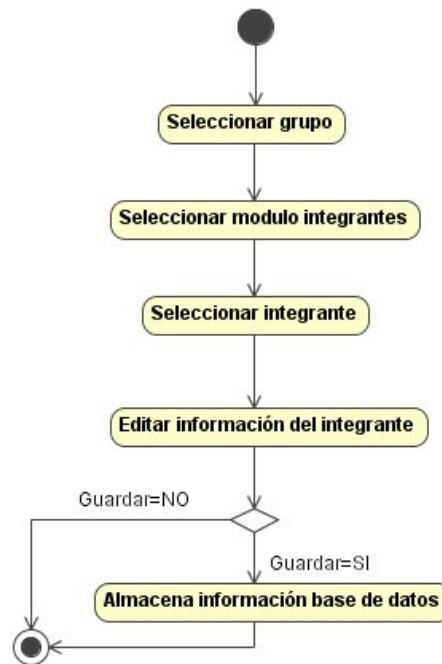 Seleccionar grupo
Seleccionar modulo integrantes
Seleccionar integrante
Editar información del integrante
Guardar=NO
Guardar=SI
Almacena información base de datos